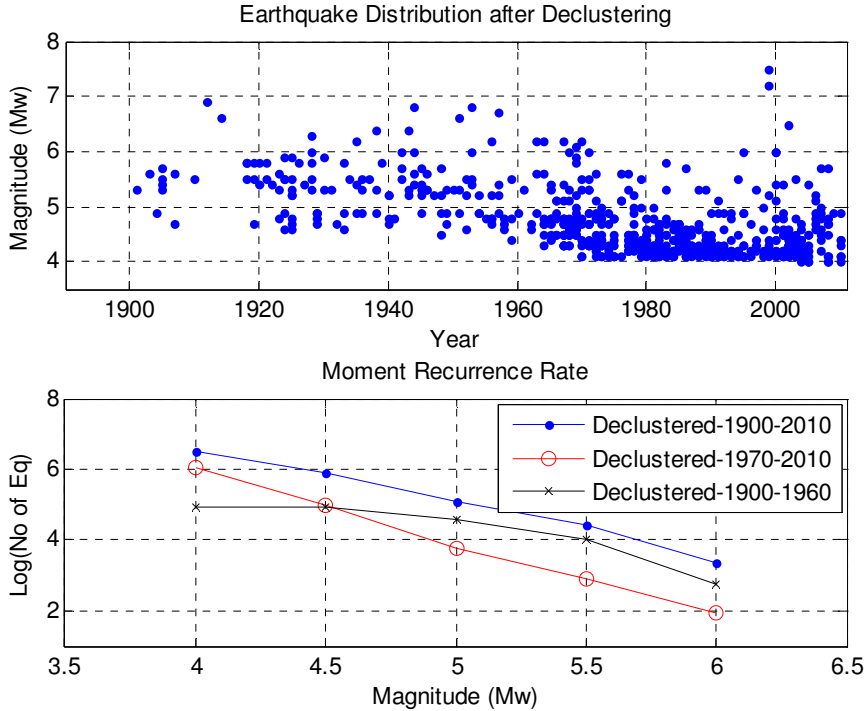 Earthquake Distribution after Declustering
8
7
6
5
4
Magnitude (Mw)
1900 1920 1940 1960 1980 2000
Year
Moment Recurrence Rate
8
6
4
2
Log(No of Eq)
Declustered-1900-2010
Declustered-1970-2010
Declustered-1900-1960
3.5 4 4.5 5 5.5 6 6.5
Magnitude (Mw)